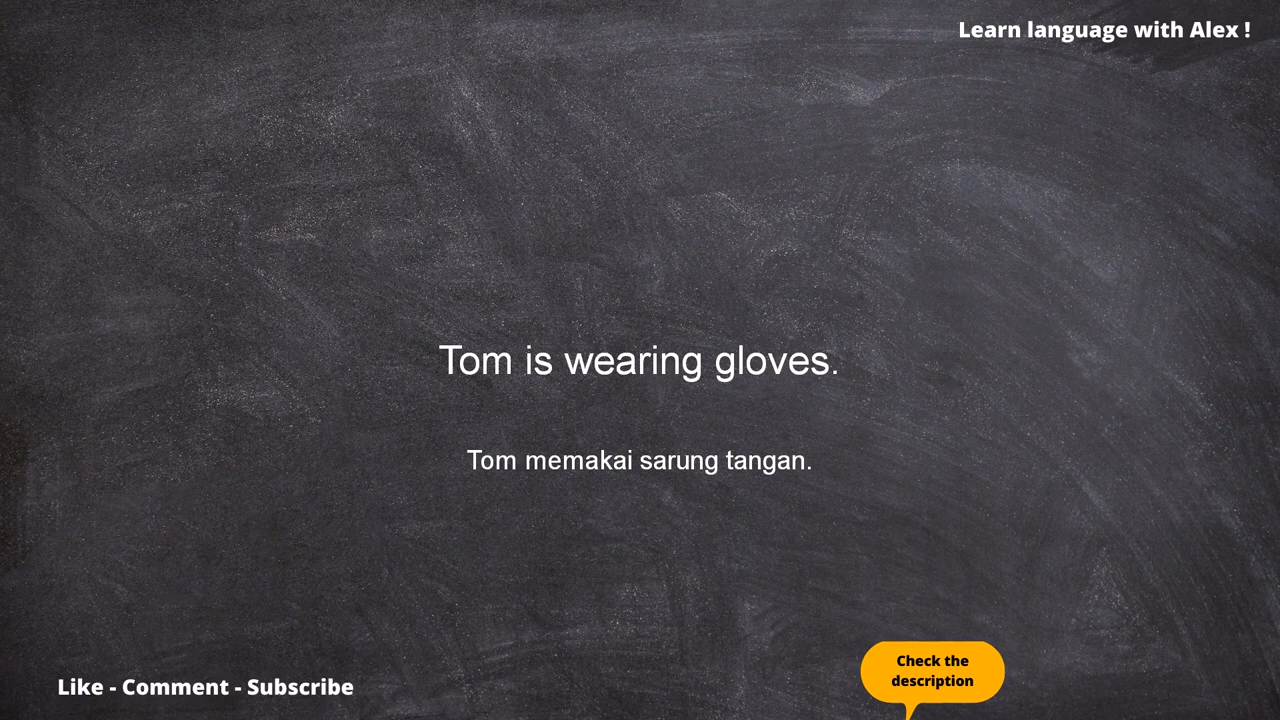 Learn language with Alex !
Tom is wearing gloves.
Tom memakai sarung tangan.
Check the
description
Like - Comment - Subscribe